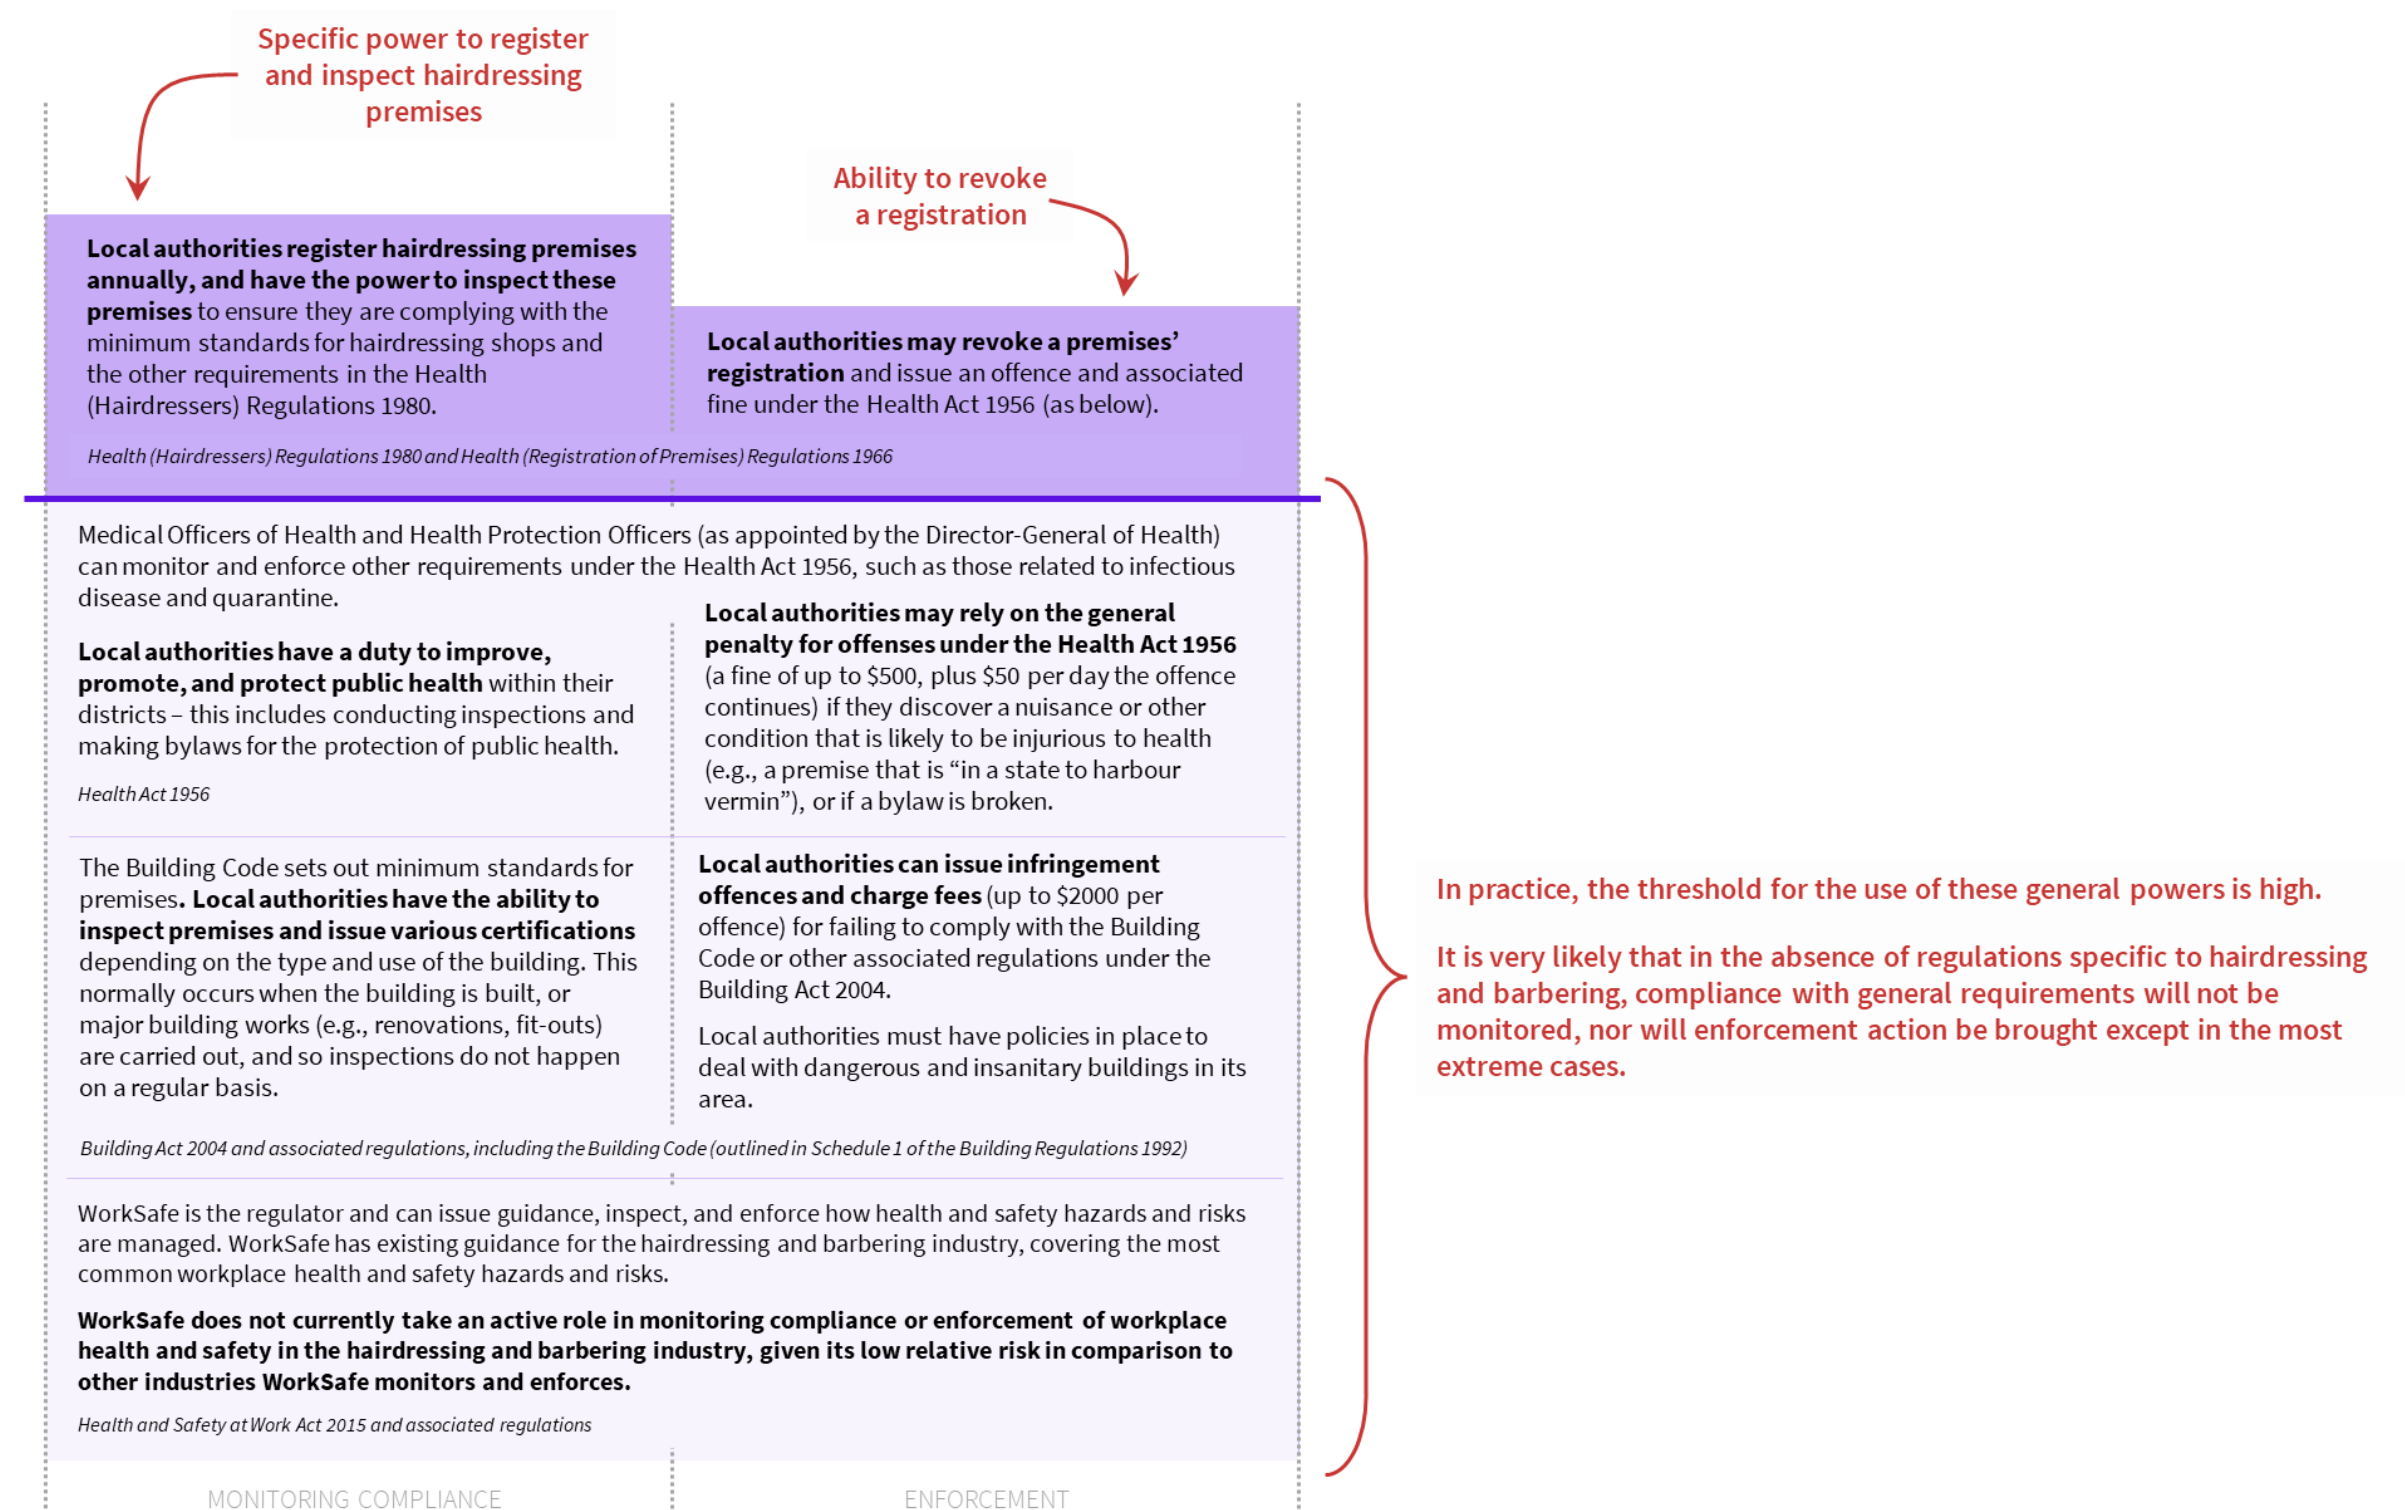 Specific power to register
and inspect hairdressing
premises
Ability to revoke
a registration
Local authorities register hairdressing premises
annually, and have the power to inspect these
premises to ensure they are complying with the
minimum standards for hairdressing shops and
the other requirements in the Health
(Hairdressers) Regulations 1980.
Local authorities may revoke a premises’
registration and issue an offence and associated
fine under the Health Act 1956 (as below).
Health (Hairdressers) Regulations 1980 and Health (Registration of Premises) Regulations 1966
Medical Officers of Health and Health Protection Officers (as appointed by the Director-General of Health)
can monitor and enforce other requirements under the Health Act 1956, such as those related to infectious
disease and quarantine.
Local authorities have a duty to improve,
promote, and protect public health within their
districts – this includes conducting inspections and
making bylaws for the protection of public health.
Health Act 1956
Local authorities may rely on the general
penalty for offenses under the Health Act 1956
(a fine of up to $500, plus $50 per day the offence
continues) if they discover a nuisance or other
condition that is likely to be injurious to health
(e.g., a premise that is “in a state to harbour
vermin”), or if a bylaw is broken.
The Building Code sets out minimum standards for
premises. Local authorities have the ability to
inspect premises and issue various certifications
depending on the type and use of the building. This
normally occurs when the building is built, or
major building works (e.g., renovations, fit-outs)
are carried out, and so inspections do not happen
on a regular basis.
Local authorities can issue infringement
offences and charge fees (up to $2000 per
offence) for failing to comply with the Building
Code or other associated regulations under the
Building Act 2004.
Local authorities must have policies in place to
deal with dangerous and insanitary buildings in its
area.
Building Act 2004 and associated regulations, including the Building Code (outlined in Schedule 1 of the Building Regulations 1992)
WorkSafe is the regulator and can issue guidance, inspect, and enforce how health and safety hazards and risks
are managed. WorkSafe has existing guidance for the hairdressing and barbering industry, covering the most
common workplace health and safety hazards and risks.
WorkSafe does not currently take an active role in monitoring compliance or enforcement of workplace
health and safety in the hairdressing and barbering industry, given its low relative risk in comparison to
other industries WorkSafe monitors and enforces.
Health and Safety at Work Act 2015 and associated regulations
MONITORING COMPLIANCE
ENFORCEMENT
In practice, the threshold for the use of these general powers is high.
It is very likely that in the absence of regulations specific to hairdressing
and barbering, compliance with general requirements will not be
monitored, nor will enforcement action be brought except in the most
extreme cases.